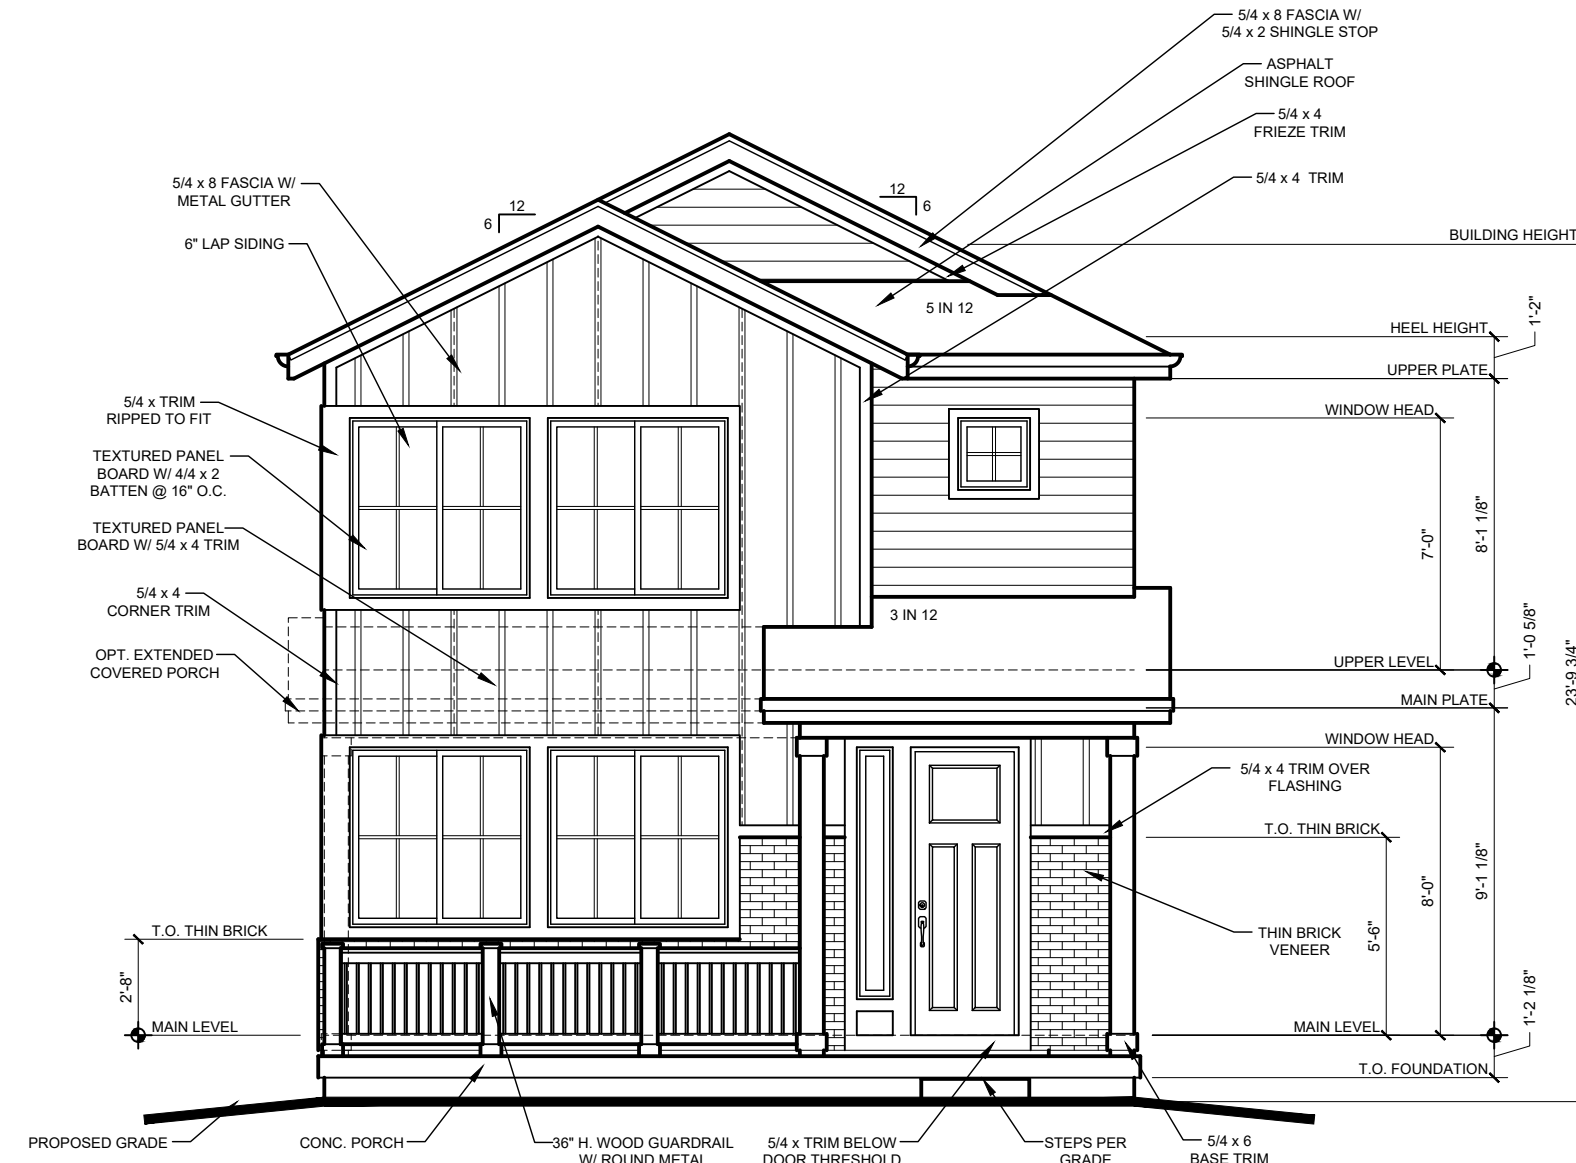 5/4 x 8 FASCIA W/
5/4 x 2 SHINGLE STOP
ASPHALT
SHINGLE ROOF
5/4 x 4
FRIEZE TRIM
5/4 x 4 TRIM
5/4 x 8 FASCIA W/
METAL GUTTER
12
6
12
6
6" LAP SIDING
BUILDING HEIGHT
5 IN 12
1'-2"
HEEL HEIGHT
UPPER PLATE
WINDOW HEAD
5/4 x TRIM
RIPPED TO FIT
TEXTURED PANEL
BOARD W/ 4/4 x 2
BATTEN @ 16" O.C.
TEXTURED PANEL
BOARD W/ 5/4 x 4 TRIM
7'-0"
8'-1 1/8"
5/4 x 4
CORNER TRIM
3 IN 12
OPT. EXTENDED
COVERED PORCH
UPPER LEVEL
1'-0 5/8"
23'-9 3/4"
MAIN PLATE
WINDOW HEAD
5/4 x 4 TRIM OVER
FLASHING
T.O. THIN BRICK
5'-6"
8'-0"
9'-1 1/8"
THIN BRICK
VENEER
T.O. THIN BRICK
2'-8"
MAIN LEVEL
MAIN LEVEL
1'-2 1/8"
T.O. FOUNDATION
PROPOSED GRADE
CONC. PORCH
36" H. WOOD GUARDRAIL
W/ ROUND METAL
5/4 x TRIM BELOW
DOOR THRESHOLD
STEPS PER
GRADE
5/4 x 6
BASE TRIM